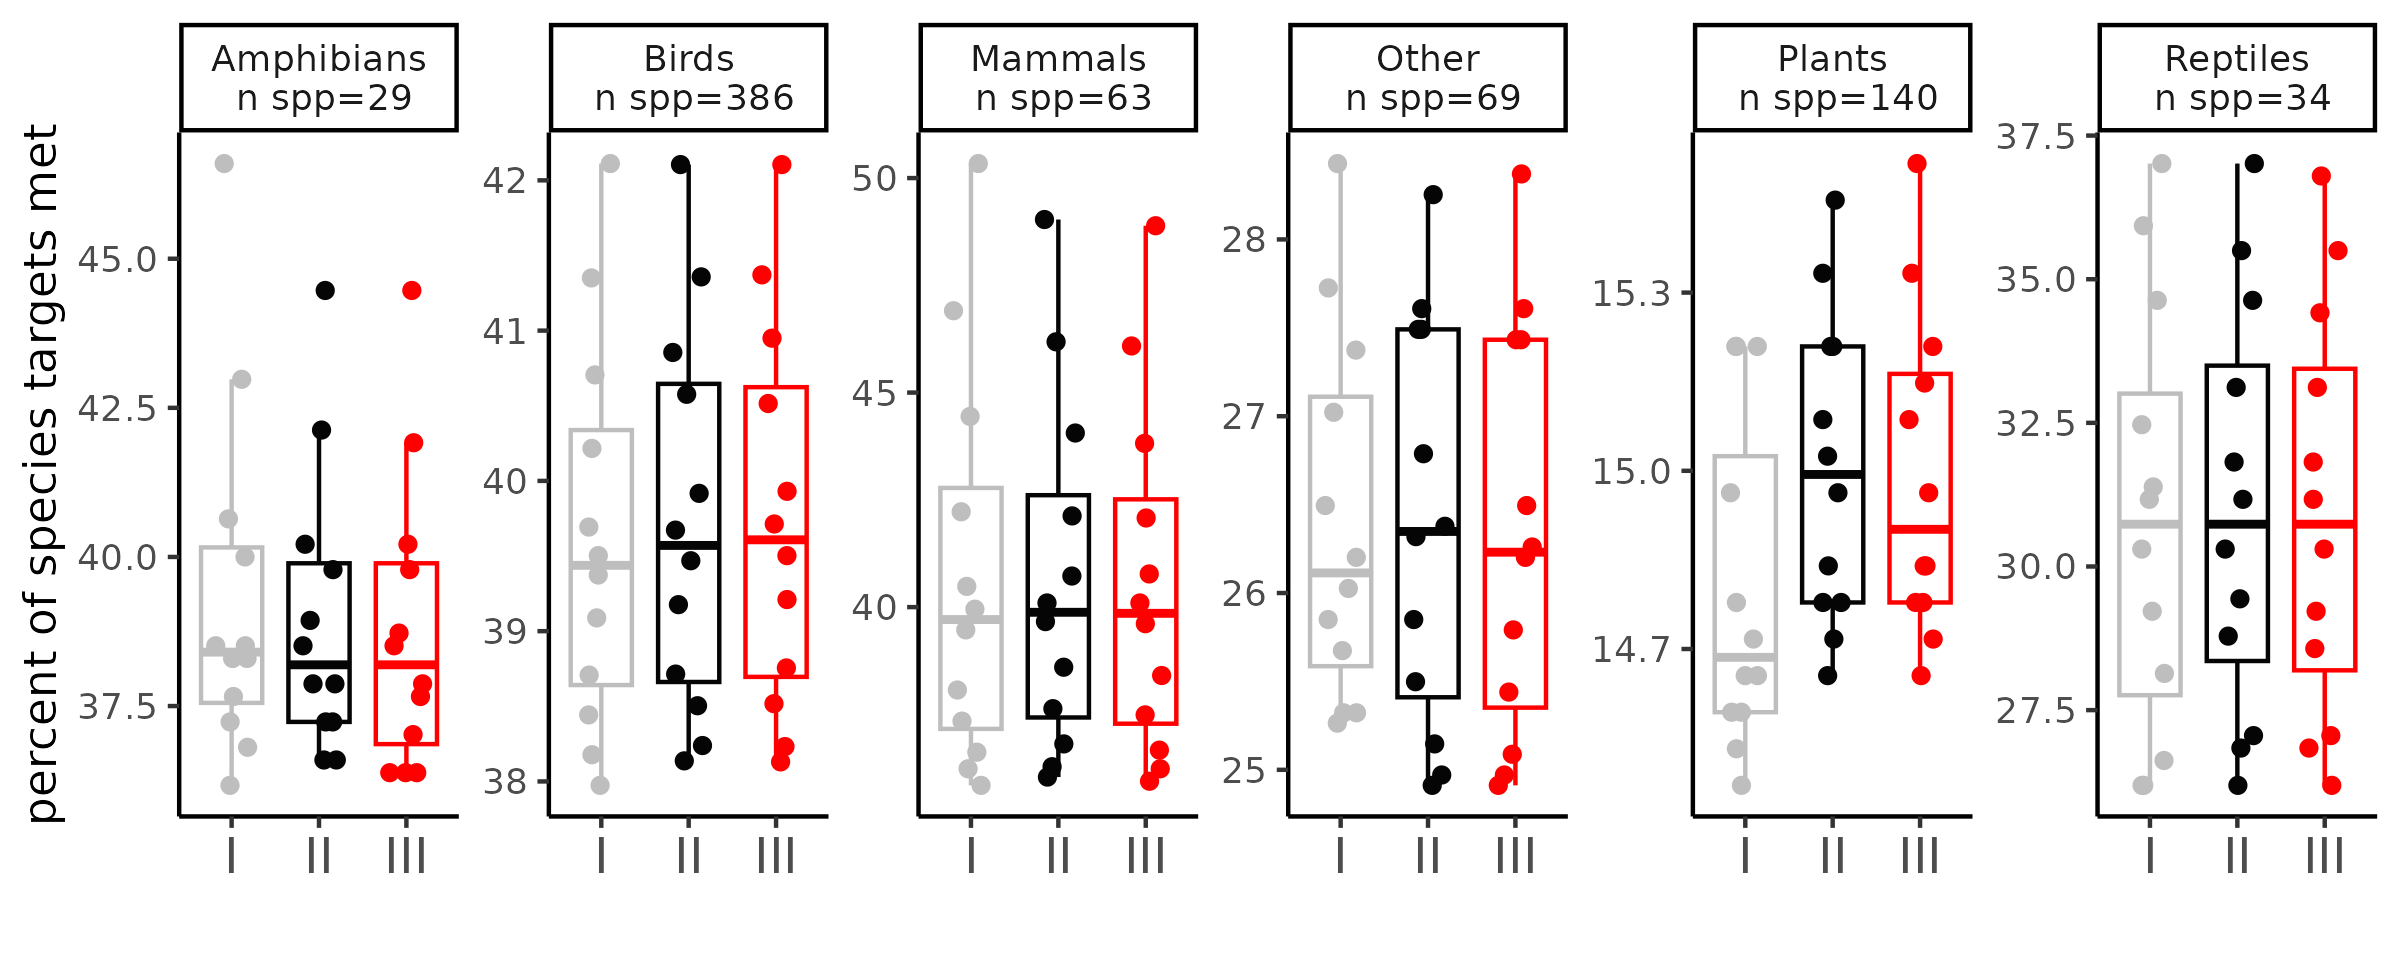 percent of species targets met
Amphibians
n spp=29
45.0
42.5
40.0
37.5
I II III
Birds
n spp=386
42
41
40
39
38
I II III
Mammals
n spp=63
50
45
40
I II III
Other
n spp=69
28
27
26
25
I II III
Plants
n spp=140
15.3
15.0
14.7
I II III
Reptiles
n spp=34
37.5
35.0
32.5
30.0
27.5
I II III